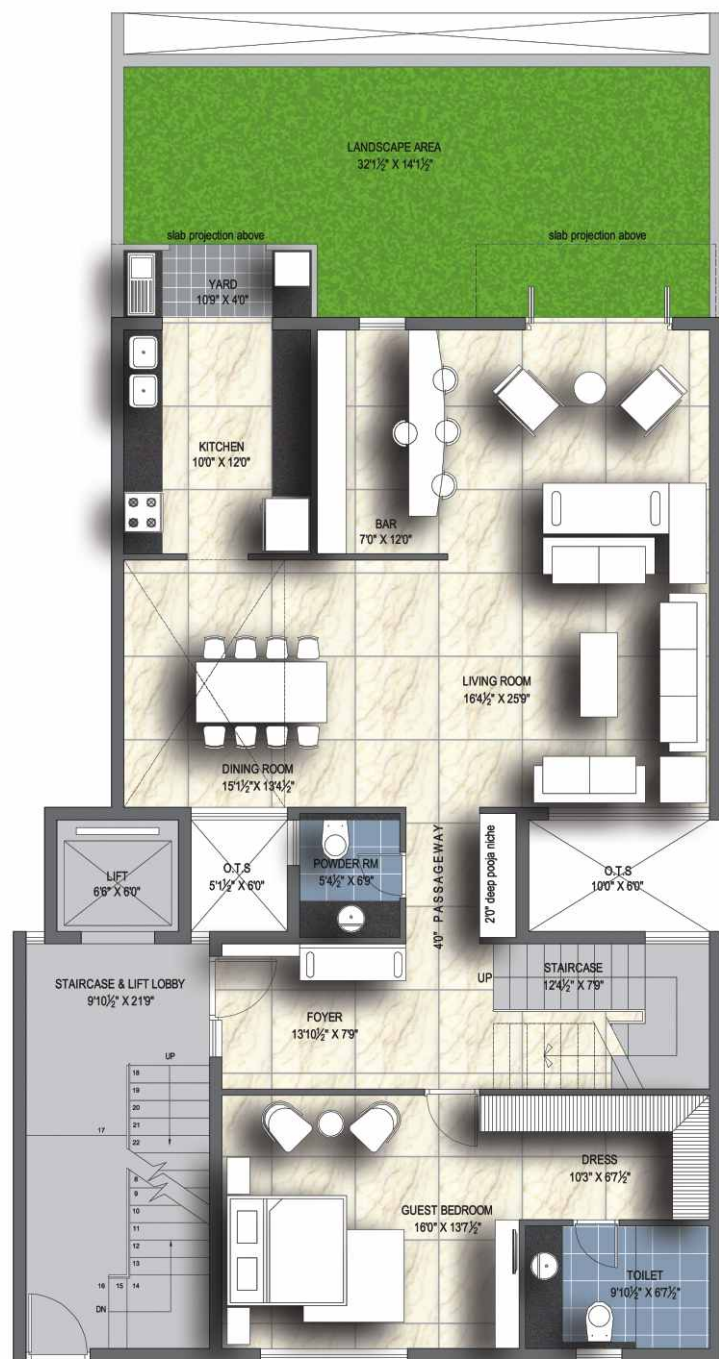 LANDSCAPE AREA
32'1½" X 14'1½"
slab projection above
slab projection above
YARD
10'9" X 4'0"
KITCHEN
10'0" X 12'0"
BAR
7'0" X 12'0"
LIVING ROOM
16'4½" X 25'9"
DINING ROOM
15'1½" X 13'4½"
LIFT
6'6" X 6'0"
O.T.S
5'1½" X 6'0"
POWDER RM
5'4½" X 6'9"
4'0" PASSAGEWAY
2'0" deep pooja niche
O.T.S
10'0" X 6'0"
STAIRCASE & LIFT LOBBY
9'10½" X 21'9"
FOYER
13'10½" X 7'9"
UP
STAIRCASE
12'4½" X 7'9"
UP
18
19
20
21
22
17
8
9
10
11
12
13
16 15 14
DN
DRESS
10'3" X 6'7½"
GUEST BEDROOM
16'0" X 13'7½"
TOILET
9'10½" X 6'7½"